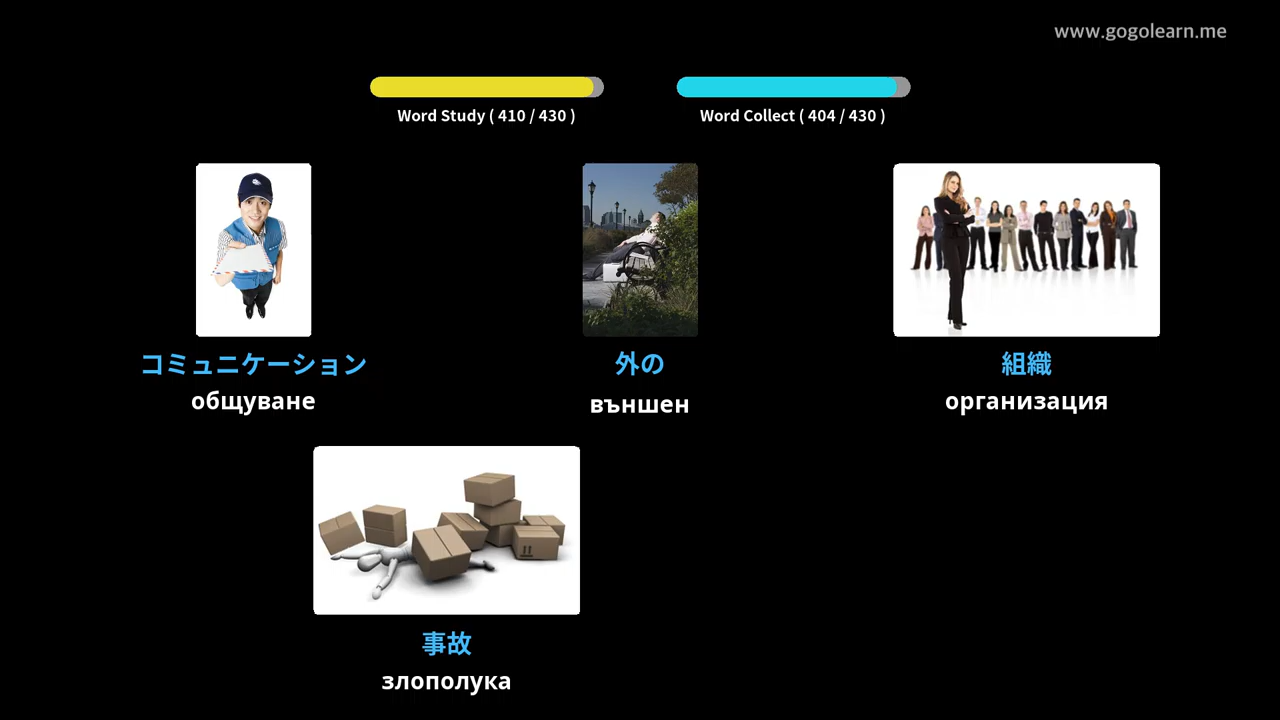 www.gogolearn.me
Word Study ( 410 / 430 )
Word Collect ( 404 / 430 )
コミュニケーション
общуване
外の
външен
組織
организация
事故
злополука